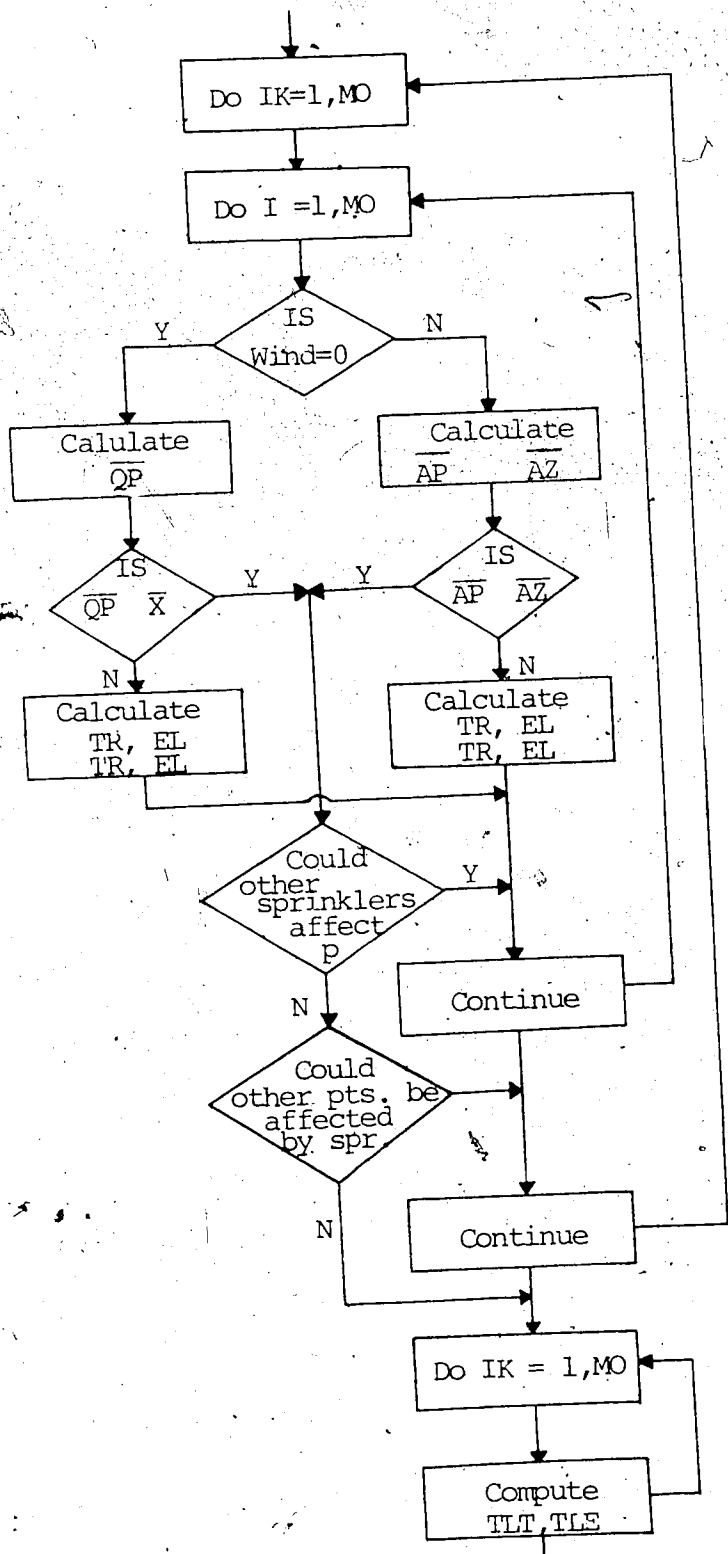 Do IK=1,MO
Do I =1,MO
IS
Wind=0
Y
N
Calulate
QP
Calculate
AP AZ
IS
QP X
Y
Y
IS
AP AZ
N
N
Calculate
TR, EL
TR, EL
Calculate
TR, EL
TR, EL
Could
other
sprinklers
affect
p
Y
N
Continue
Could
other pts. be
affected
by spr.
N
Continue
Do IK = 1,MO
Compute
TLT,TLE